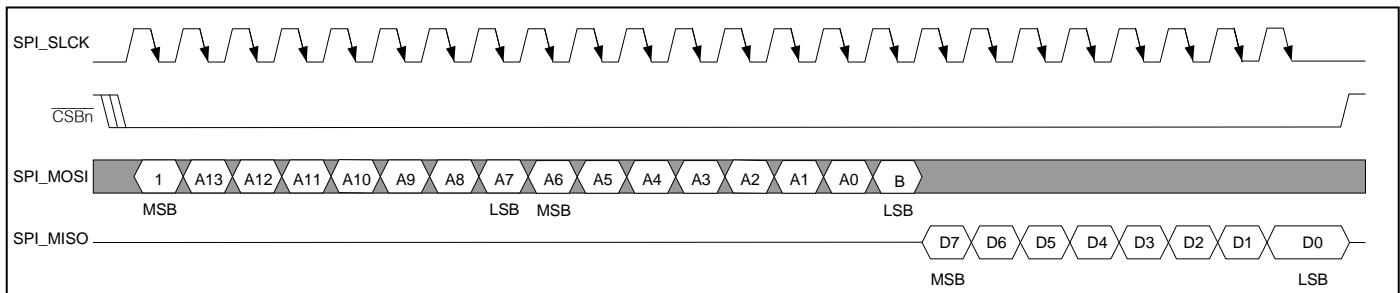 SPI_SLCK
CSBn
SPI_MOSI 1 A13 A12 A11 A10 A9 A8 A7 A6 A5 A4 A3 A2 A1 A0 B
MSB LSB MSB LSB
SPI_MISO D7 D6 D5 D4 D3 D2 D1 D0
MSB LSB